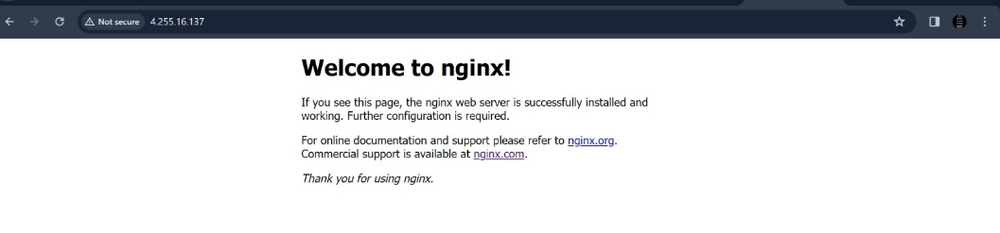 Not secure 4.255.16.137
Welcome to nginx!
If you see this page, the nginx web server is successfully installed and
working. Further configuration is required.
For online documentation and support please refer to nginx.org.
Commercial support is available at nginx.com.
Thank you for using nginx.